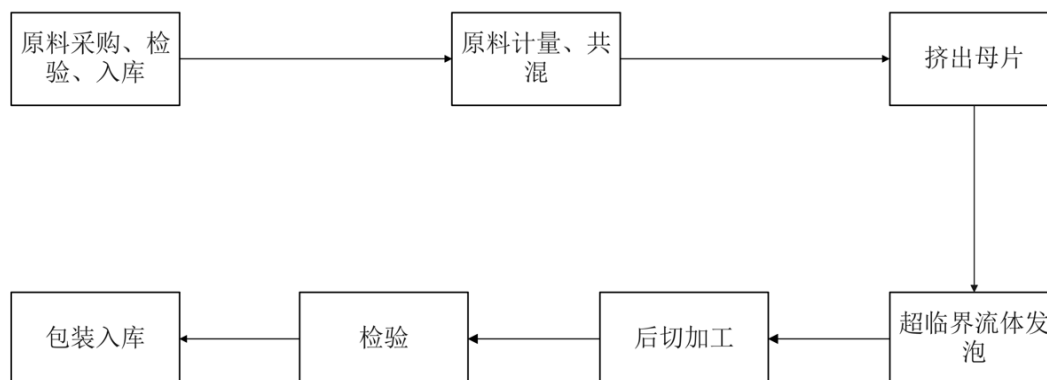 原料采购、检
验、入库
原料计量、共
混
挤出母片
超临界流体发
泡
后切加工
检验
包装入库